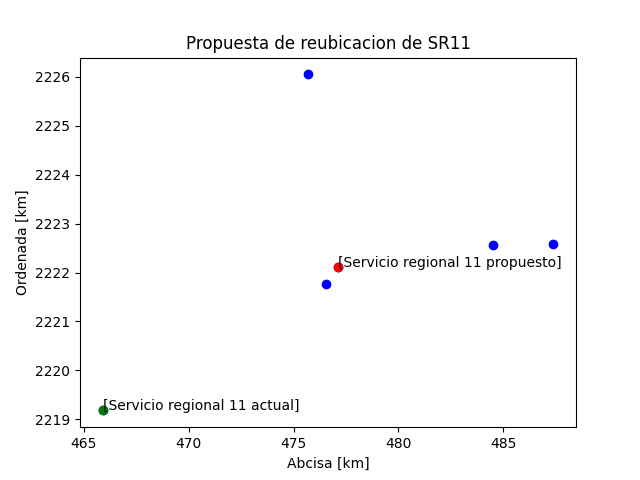 Propuesta de reubicacion de SR11
2226
2225
2224
2223
2222
2221
2220
2219
Ordenada [km]
[Servicio regional 11 propuesto]
[Servicio regional 11 actual]
465 470 475 480 485
Abcisa [km]